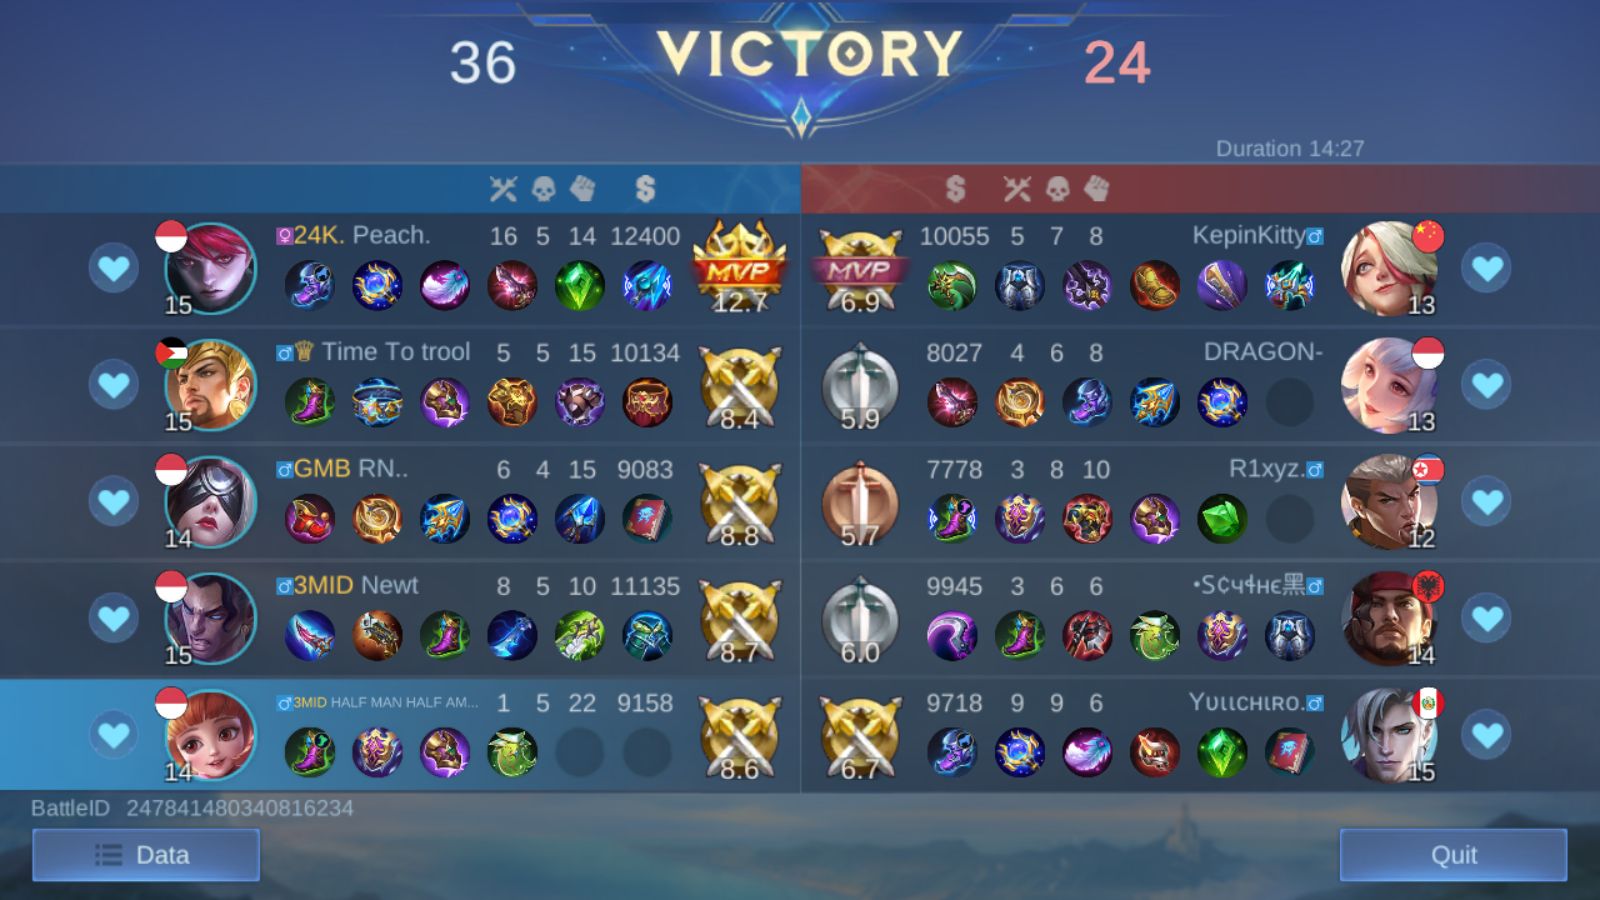 36 VICTORY 24
Duration 14:27
24K. Peach. 16 5 14 12400 MVP 12.7 15
MVP 6.9 10055 5 7 8 KepinKitty 13
Time To trool 5 5 15 10134 8.4 15
5.9 8027 4 6 8 DRAGON- 13
GMB RN.. 6 4 15 9083 8.8 14
5.7 7778 3 8 10 R1xyz. 12
3MID Newt 8 5 10 11135 8.7 15
6.0 9945 3 6 6 14
3MID HALF MAN HALF AM... 1 5 22 9158 8.6 14
6.7 9718 9 9 6 YυιιcнιRo. 15
BattleID 247841480340816234
Data
Quit